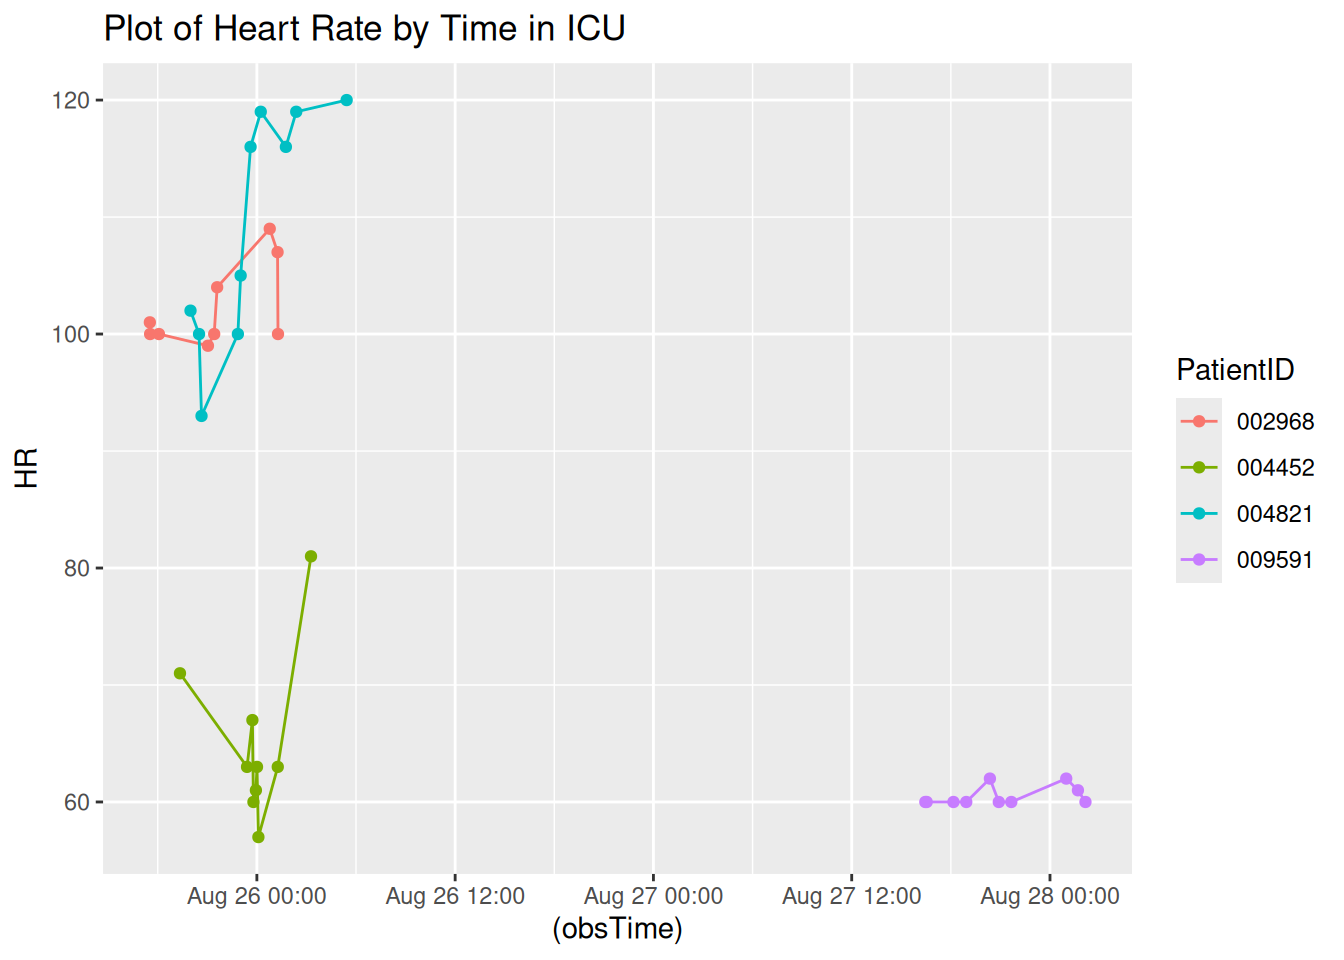 Plot of Heart Rate by Time in ICU
120
100
80
60
HR
Aug 26 00:00 Aug 26 12:00 Aug 27 00:00 Aug 27 12:00 Aug 28 00:00
(obsTime)
PatientID
002968
004452
004821
009591